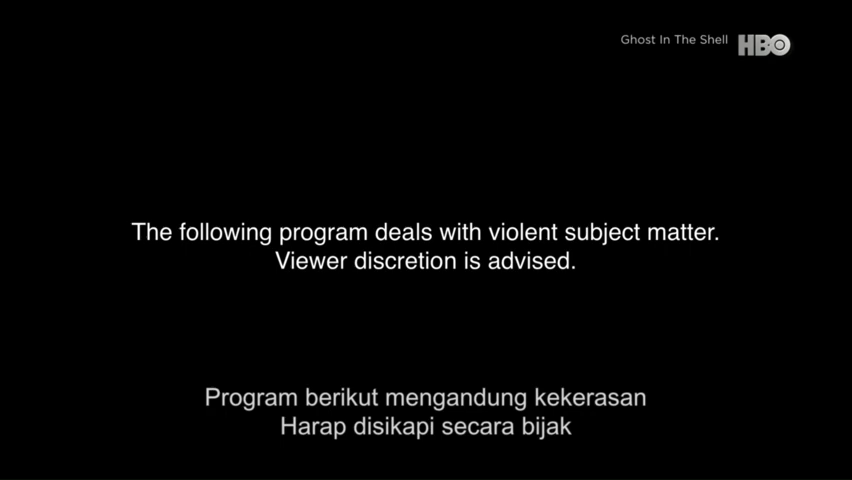 Ghost In The Shell HBO
The following program deals with violent subject matter.
Viewer discretion is advised.
Program berikut mengandung kekerasan
Harap disikapi secara bijak